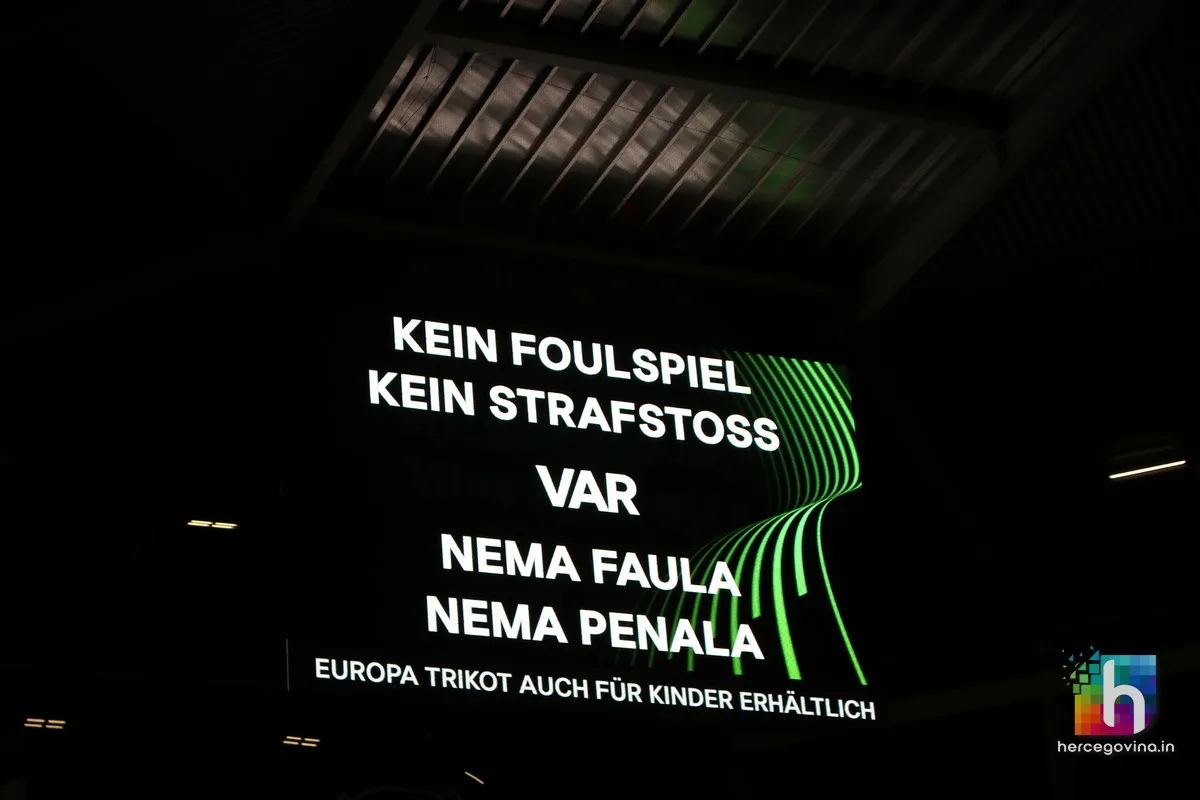 KEIN FOULSPIEL
KEIN STRAFSTOSS
VAR
NEMA FAULA
NEMA PENALA
EUROPA TRIKOT AUCH FÜR KINDER ERHÄLTLICH
h
hercegovina.in